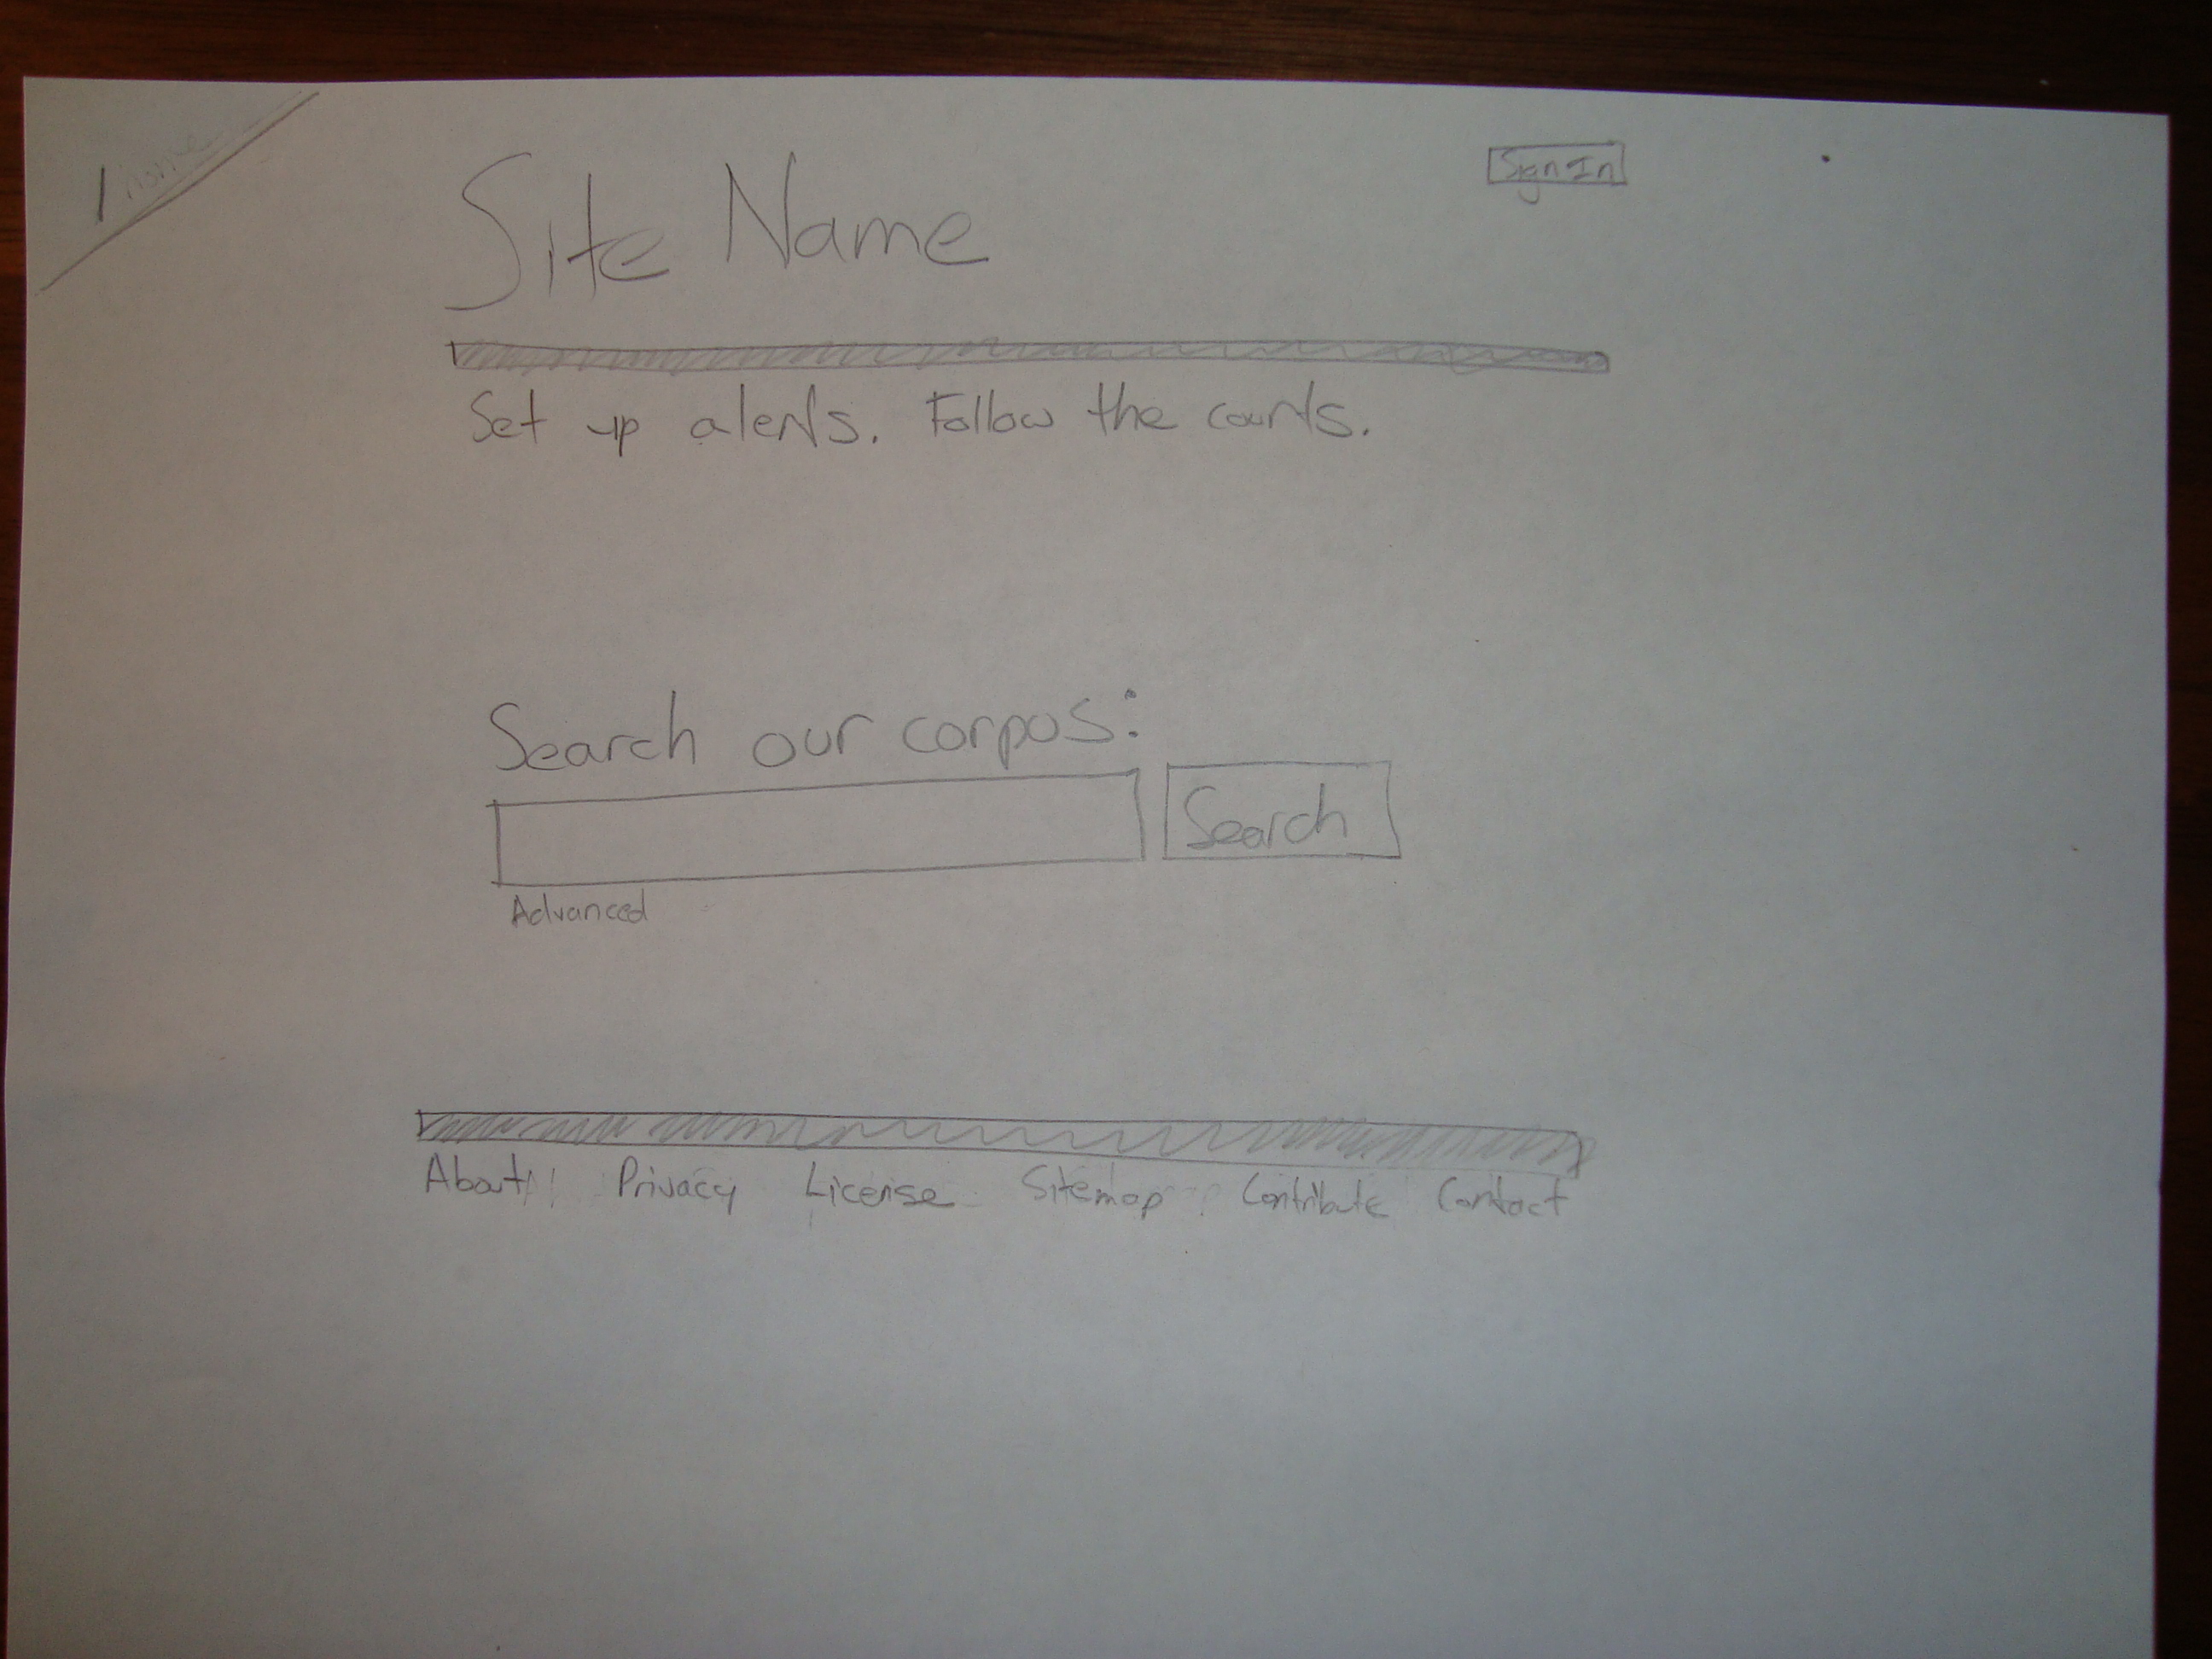 1 home
Sign In
Site Name
Set up alerts. Follow the courts.
Search our corpus:
Search
Advanced
About Privacy License Sitemap Contribute Contact